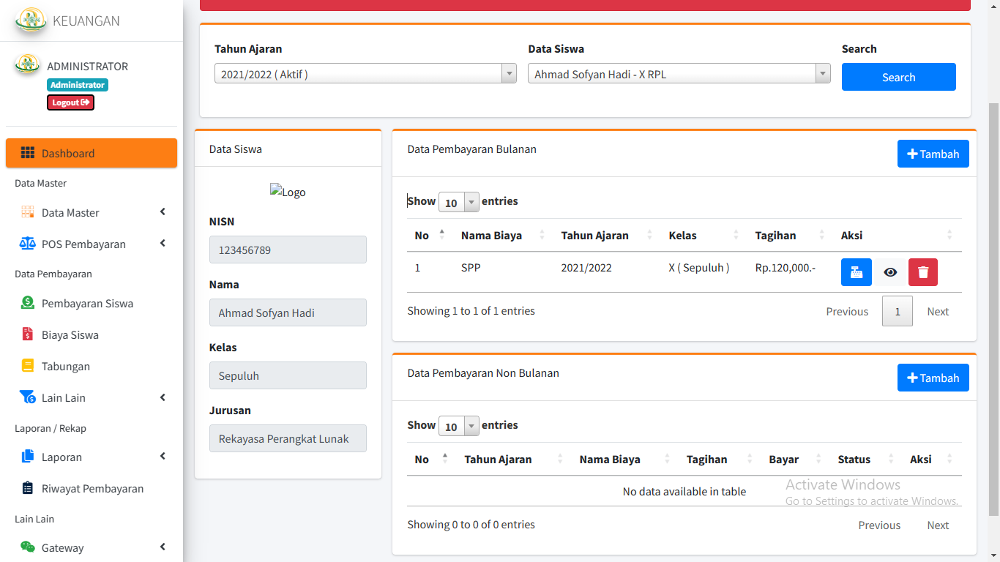 KEUANGAN
ADMINISTRATOR
Administrator
Logout
Dashboard
Data Master
Data Master
POS Pembayaran
Data Pembayaran
Pembayaran Siswa
Biaya Siswa
Tabungan
Lain Lain
Laporan / Rekap
Laporan
Riwayat Pembayaran
Lain Lain
Gateway
Tahun Ajaran Data Siswa Search
2021/2022 ( Aktif ) Ahmad Sofyan Hadi - X RPL Search
Data Siswa
Logo
NISN
123456789
Nama
Ahmad Sofyan Hadi
Kelas
Sepuluh
Jurusan
Rekayasa Perangkat Lunak
Data Pembayaran Bulanan
Tambah
Show 10 entries
No Nama Biaya Tahun Ajaran Kelas Tagihan Aksi
1 SPP 2021/2022 X ( Sepuluh ) Rp.120,000.-
Showing 1 to 1 of 1 entries
Previous 1 Next
Data Pembayaran Non Bulanan
Tambah
Show 10 entries
No Tahun Ajaran Nama Biaya Tagihan Bayar Status Aksi
No data available in table
Showing 0 to 0 of 0 entries
Previous Next
Activate Windows
Go to Settings to activate Windows.